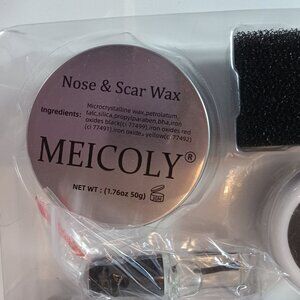 Nose & Scar Wax
Ingredients: Microcrystalline wax,petrolatum,
talc,silica,propylparaben,bha,iron
oxides black(ci 77499),iron oxides red
(ci 77491),iron oxide, yellow(ci 77492)
MEICOLY®
NET WT : (1.76oz 50g)